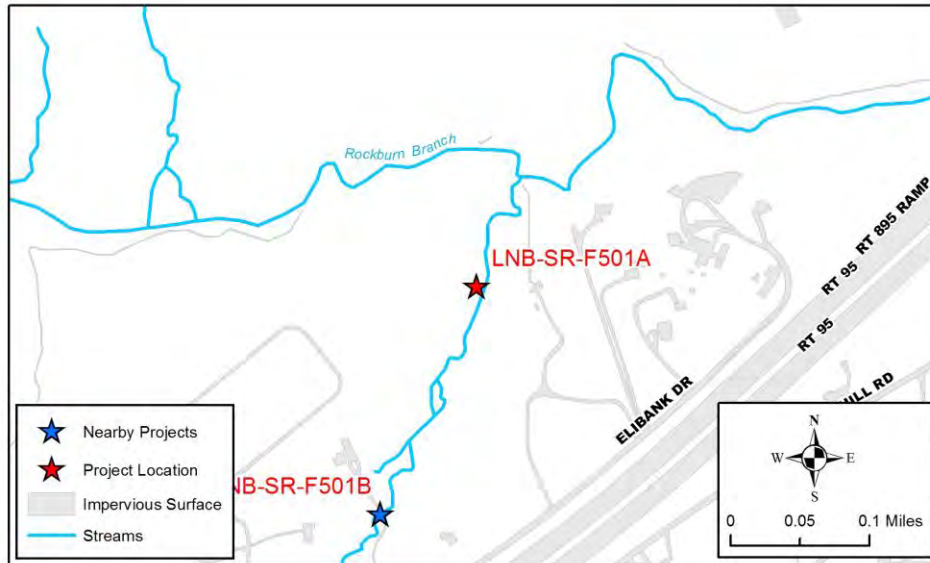 Rockburn Branch
LNB-SR-F501A
RT 895 RAMP
RT 95
RT 95
ELIBANK DR
HILL RD
NB-SR-F501B
Nearby Projects
Project Location
Impervious Surface
Streams
N
W E
S
0 0.05 0.1 Miles